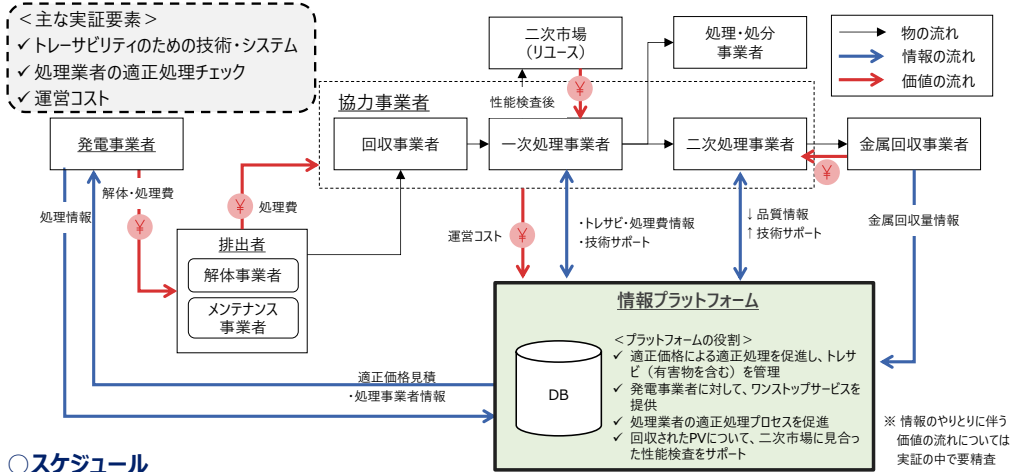 ＜主な実証要素＞
✓ トレーサビリティのための技術・システム
✓ 処理業者の適正処理チェック
✓ 運営コスト
二次市場
（リユース）
処理・処分
事業者
物の流れ
情報の流れ
価値の流れ
¥
性能検査後
協力事業者
発電事業者
回収事業者
一次処理事業者
二次処理事業者
金属回収事業者
¥
解体・処理費
処理情報
¥
¥
処理費
排出者
解体事業者
メンテナンス
事業者
運営コスト
¥
・トレサビ・処理費情報
・技術サポート
↓品質情報
↑技術サポート
金属回収量情報
情報プラットフォーム
DB
＜プラットフォームの役割＞
✓ 適正価格による適正処理を促進し、トレサ
ビ（有害物を含む）を管理
✓ 発電事業者に対して、ワンストップサービスを
提供
✓ 処理業者の適正処理プロセスを促進
✓ 回収されたPVについて、二次市場に見合っ
た性能検査をサポート
適正価格見積
・処理事業者情報
※ 情報のやりとりに伴う
価値の流れについては
実証の中で要精査
○スケジュール